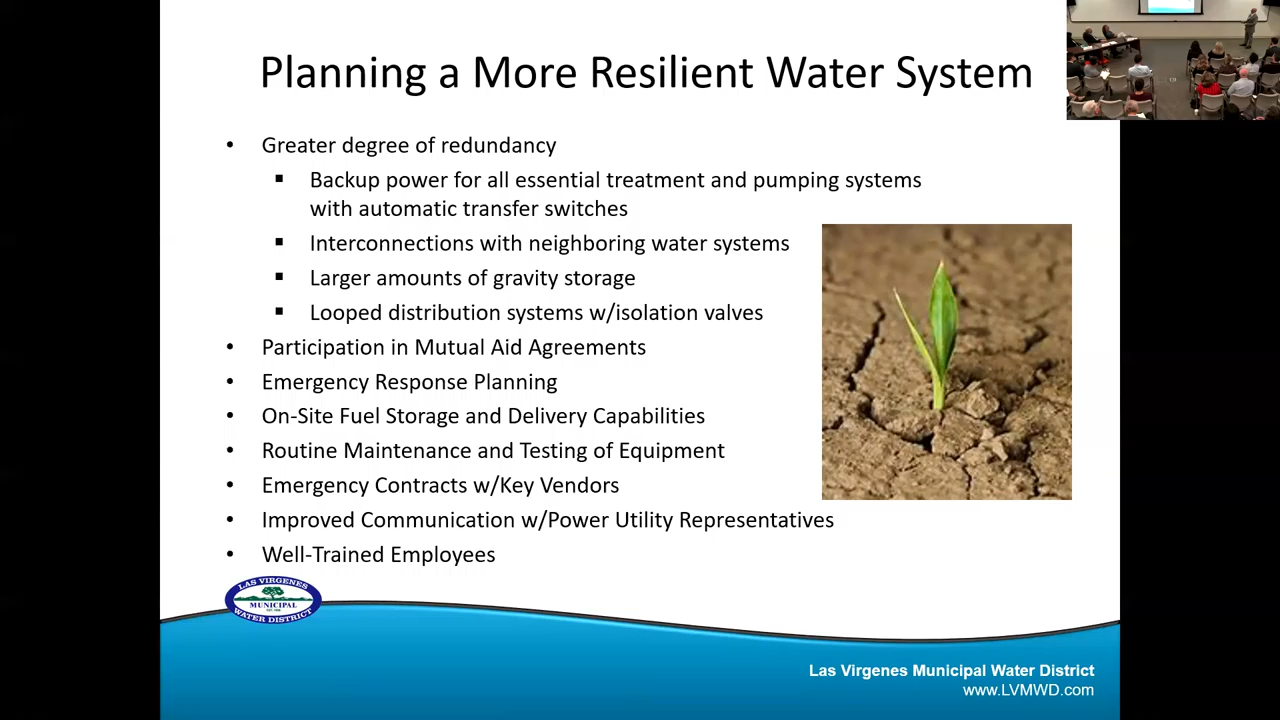 Planning a More Resilient Water System
• Greater degree of redundancy
▪ Backup power for all essential treatment and pumping systems
with automatic transfer switches
▪ Interconnections with neighboring water systems
▪ Larger amounts of gravity storage
▪ Looped distribution systems w/isolation valves
• Participation in Mutual Aid Agreements
• Emergency Response Planning
• On-Site Fuel Storage and Delivery Capabilities
• Routine Maintenance and Testing of Equipment
• Emergency Contracts w/Key Vendors
• Improved Communication w/Power Utility Representatives
• Well-Trained Employees
LAS VIRGENES
MUNICIPAL
WATER DISTRICT
Las Virgenes Municipal Water District
www.LVMWD.com